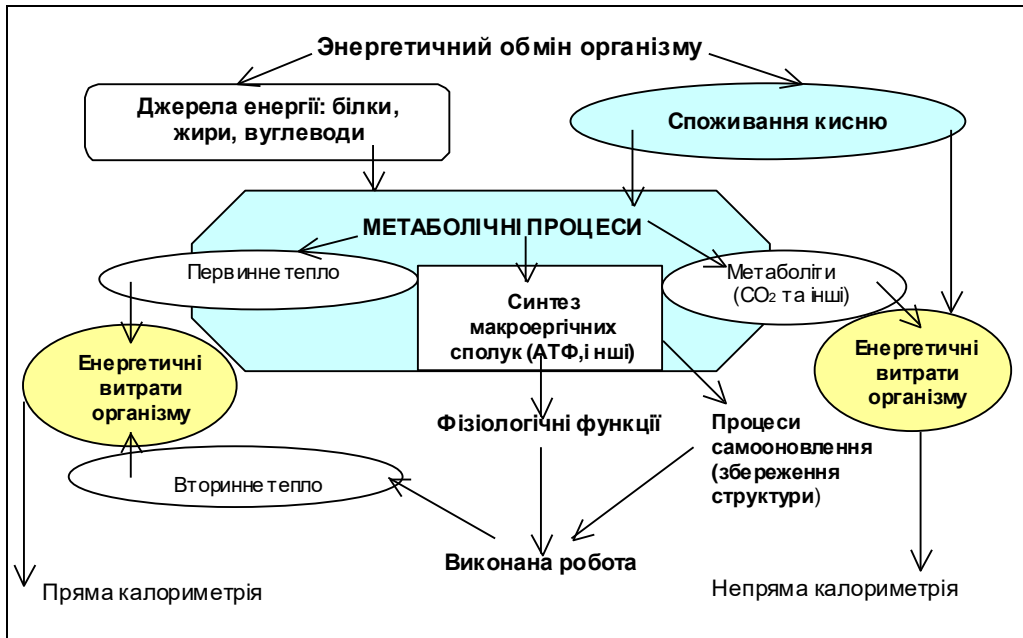 Энергетичний обмін організму
Джерела енергії: білки,
жири, вуглеводи
Споживання кисню
МЕТАБОЛІЧНІ ПРОЦЕСИ
Первинне тепло
Метаболіти
(СО₂ та інші)
Синтез
макроергічних
сполук (АТФ,і нші)
Енергетичні
витрати
організму
Енергетичні
витрати
організму
Фізіологічні функції
Процеси
самооновлення
(збереження
структури)
Вторинне тепло
Виконана робота
Пряма калориметрія
Непряма калориметрія